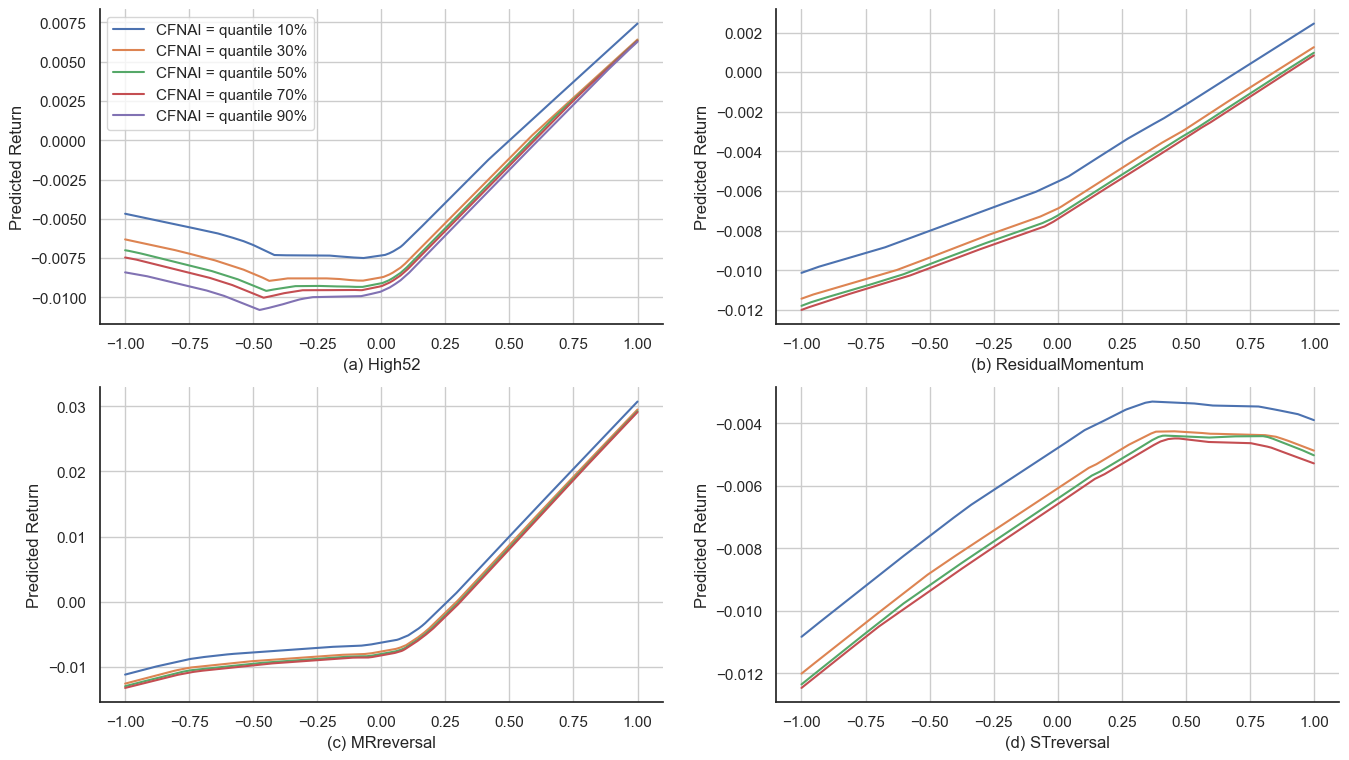 CFNAI = quantile 10%
CFNAI = quantile 30%
CFNAI = quantile 50%
CFNAI = quantile 70%
CFNAI = quantile 90%
Predicted Return
0.0075
0.0050
0.0025
0.0000
−0.0025
−0.0050
−0.0075
−0.0100
−1.00 −0.75 −0.50 −0.25 0.00 0.25 0.50 0.75 1.00
(a) High52
Predicted Return
0.002
0.000
−0.002
−0.004
−0.006
−0.008
−0.010
−0.012
−1.00 −0.75 −0.50 −0.25 0.00 0.25 0.50 0.75 1.00
(b) ResidualMomentum
Predicted Return
0.03
0.02
0.01
0.00
−0.01
−1.00 −0.75 −0.50 −0.25 0.00 0.25 0.50 0.75 1.00
(c) MRreversal
Predicted Return
−0.004
−0.006
−0.008
−0.010
−0.012
−1.00 −0.75 −0.50 −0.25 0.00 0.25 0.50 0.75 1.00
(d) STreversal